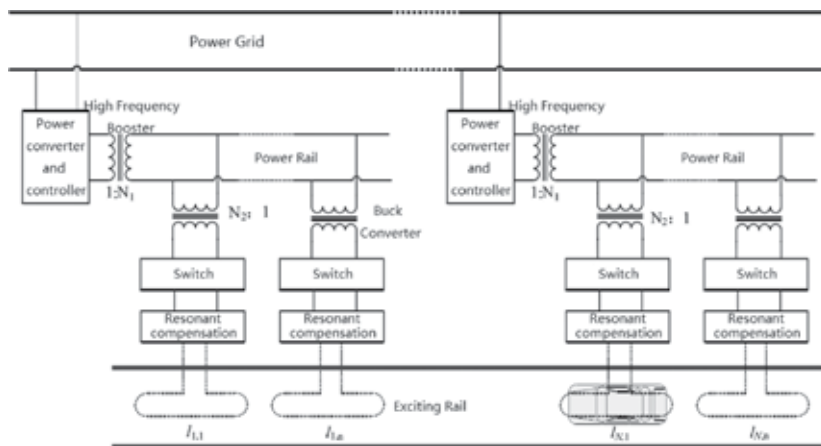 Power Grid
High Frequency
Booster
Power
converter
and
controller
1:N1
Power Rail
N2: 1
Buck
Converter
Switch
Switch
Resonant
compensation
Resonant
compensation
Exciting Rail
I1,1
I1,n
High Frequency
Booster
Power
converter
and
controller
1:N1
Power Rail
N2: 1
Switch
Switch
Resonant
compensation
Resonant
compensation
IN,1
IN,n